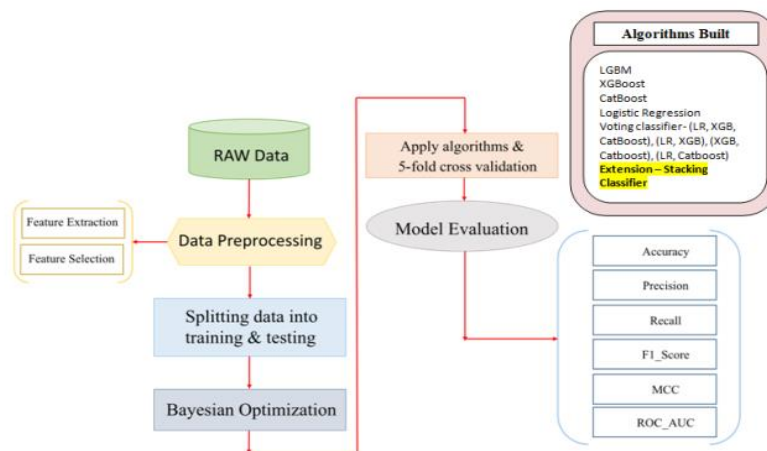 Algorithms Built
LGBM
XGBoost
CatBoost
Logistic Regression
Voting classifier- (LR, XGB,
CatBoost), (LR, XGB), (XGB,
Catboost), (LR, Catboost)
Extension – Stacking
Classifier
RAW Data
Data Preprocessing
Feature Extraction
Feature Selection
Splitting data into
training & testing
Bayesian Optimization
Apply algorithms &
5-fold cross validation
Model Evaluation
Accuracy
Precision
Recall
F1_Score
MCC
ROC_AUC